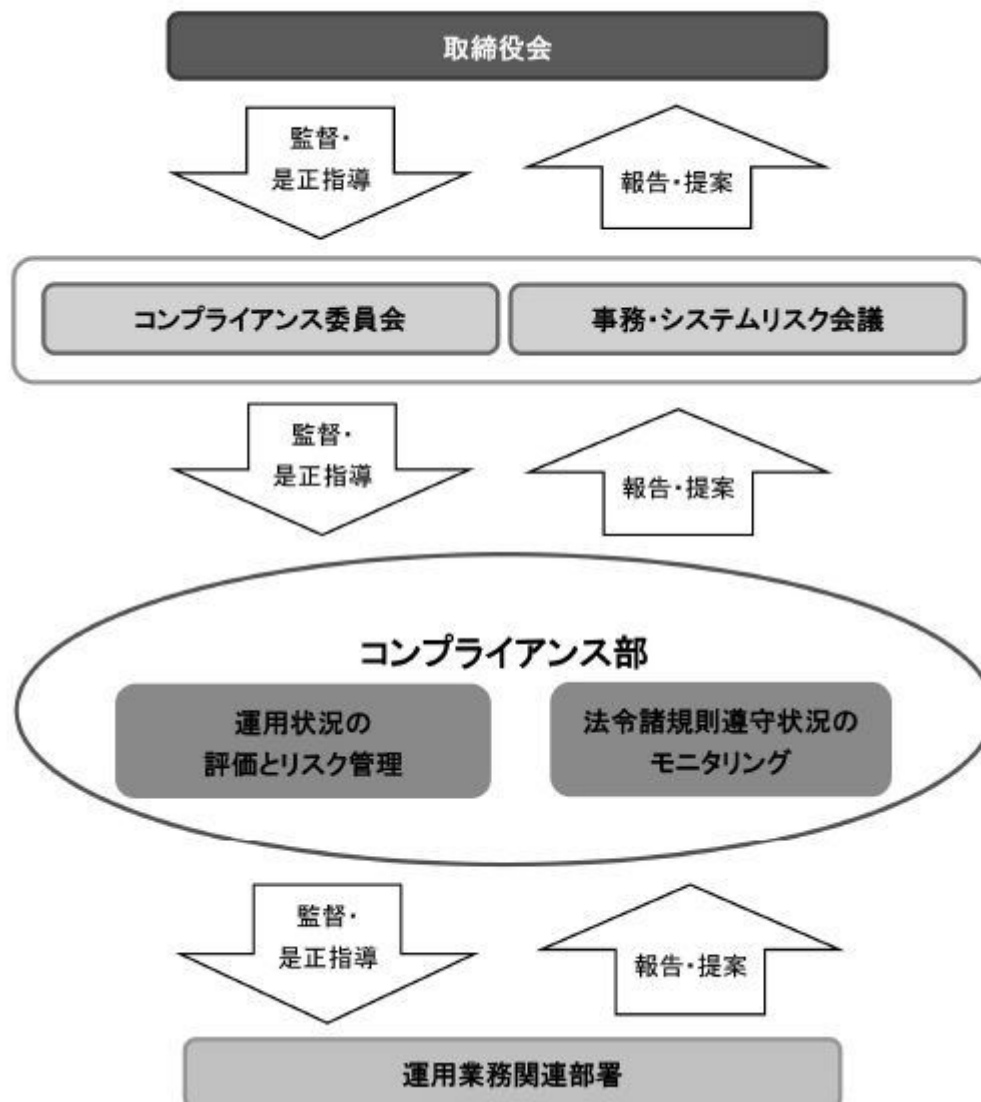 取締役会
監督・
是正指導
報告・提案
コンプライアンス委員会
事務・システムリスク会議
監督・
是正指導
報告・提案
コンプライアンス部
運用状況の
評価とリスク管理
法令諸規則遵守状況の
モニタリング
監督・
是正指導
報告・提案
運用業務関連部署